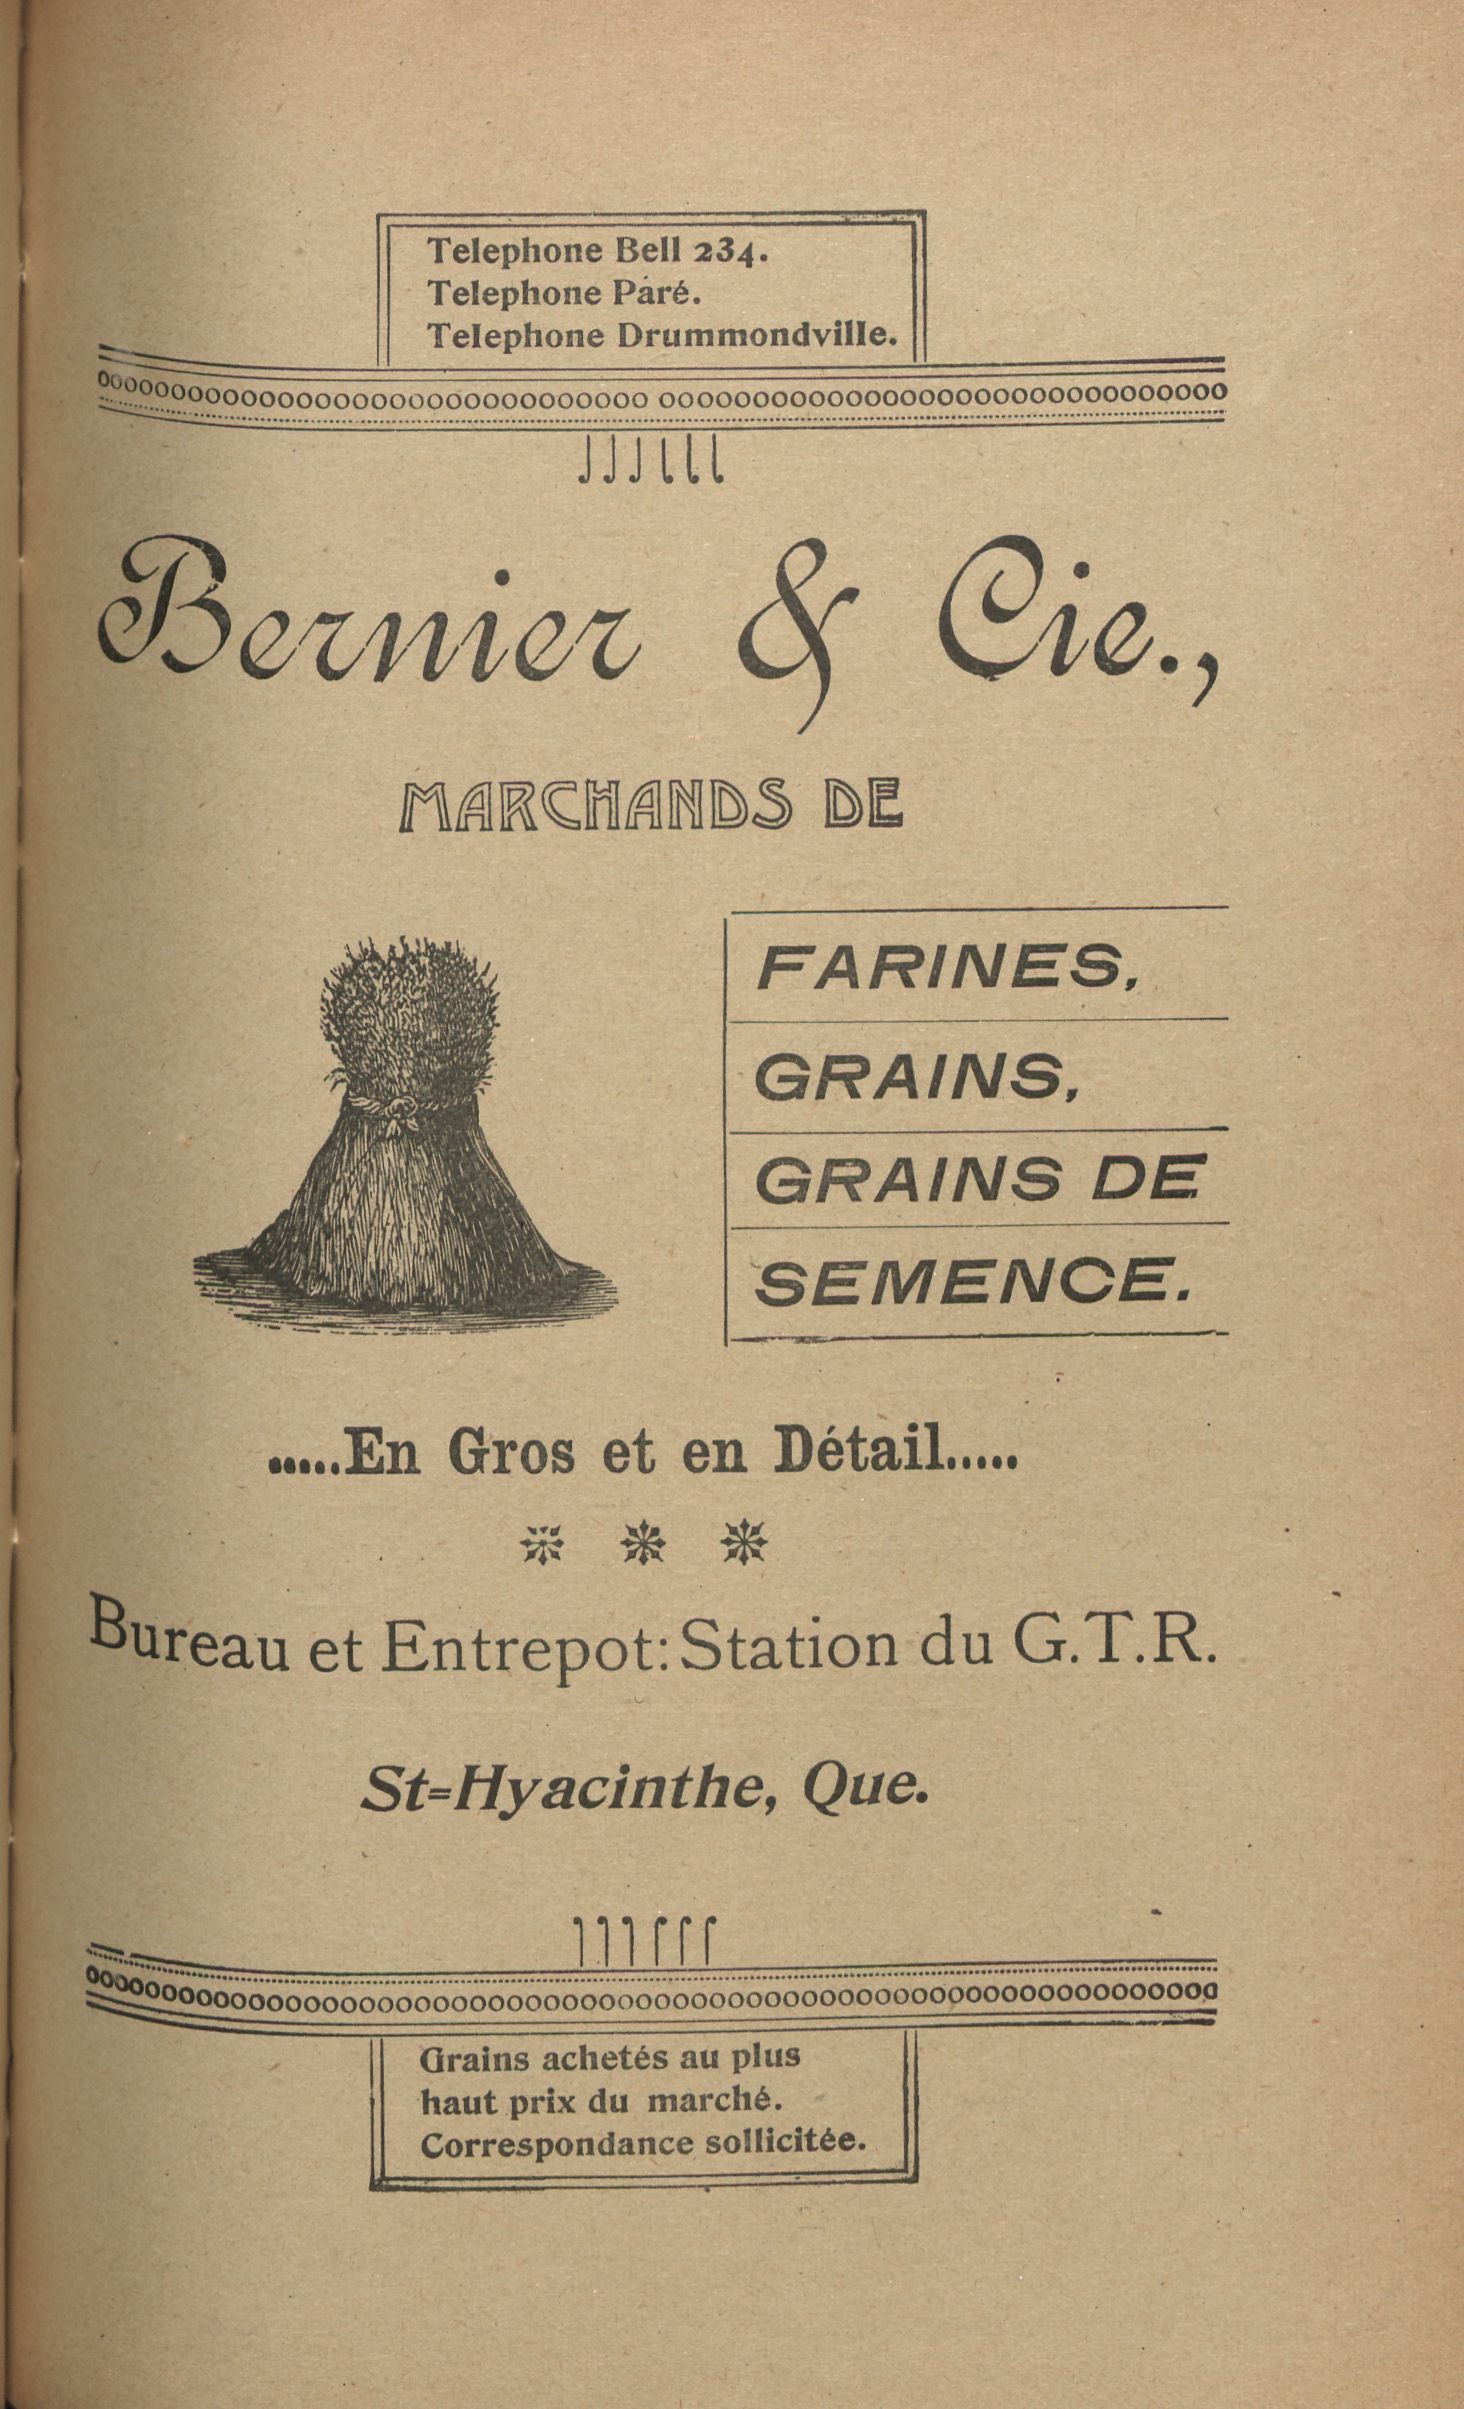 Telephone Bell 234.
Telephone Paré.
Telephone Drummondville.
Bernier & Cie.,
MARCHANDS DE
FARINES,
GRAINS,
GRAINS DE
SEMENCE.
.....En Gros et en Détail.....
Bureau et Entrepot: Station du G.T.R.
St-Hyacinthe, Que.
Grains achetés au plus
haut prix du marché.
Correspondance sollicitée.